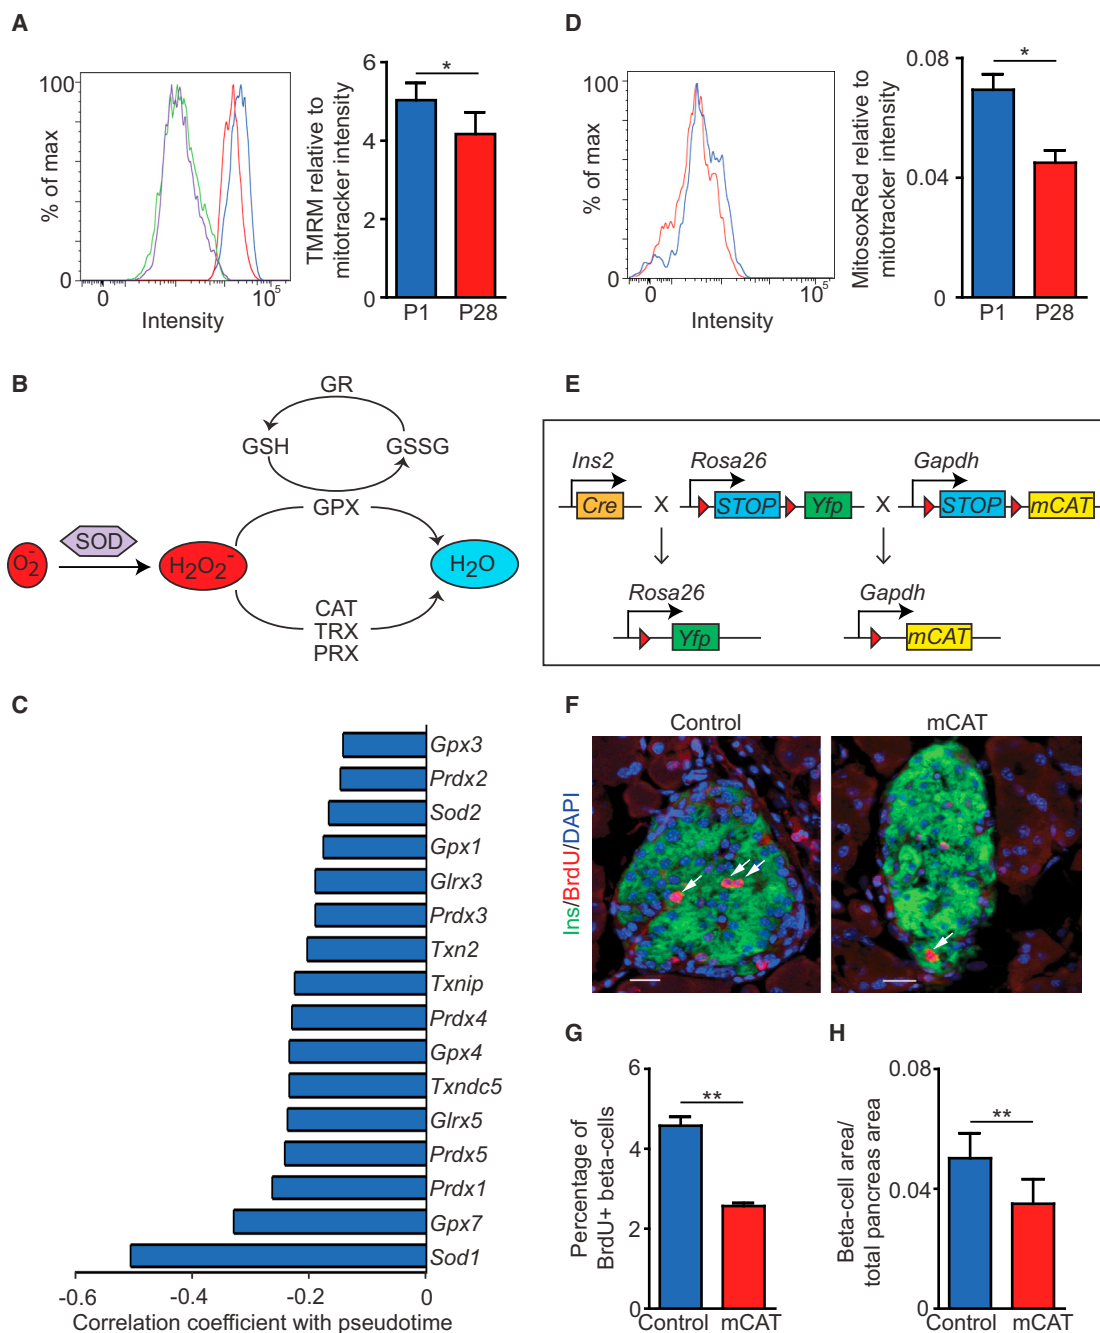 A
100
% of max
0
0
10^5
Intensity
TMRM relative to
mitotracker intensity
6
4
2
0
*
P1
P28
D
100
% of max
0
0
10^5
Intensity
MitosoxRed relative to
mitotracker intensity
0.08
0.04
0
*
P1
P28
B
GR
GSH
GSSG
GPX
SOD
O2-
H2O2-
H2O
CAT
TRX
PRX
E
Ins2
Rosa26
Gapdh
Cre
X
STOP
Yfp
X
STOP
mCAT
Rosa26
Gapdh
Yfp
mCAT
C
Gpx3
Prdx2
Sod2
Gpx1
Glrx3
Prdx3
Txn2
Txnip
Prdx4
Gpx4
Txndc5
Glrx5
Prdx5
Prdx1
Gpx7
Sod1
-0.6
-0.4
-0.2
0
Correlation coefficient with pseudotime
F
Control
mCAT
Ins/BrdU/DAPI
G
Percentage of
BrdU+ beta-cells
6
4
2
0
**
Control
mCAT
H
Beta-cell area/
total pancreas area
0.08
0.04
0
**
Control
mCAT